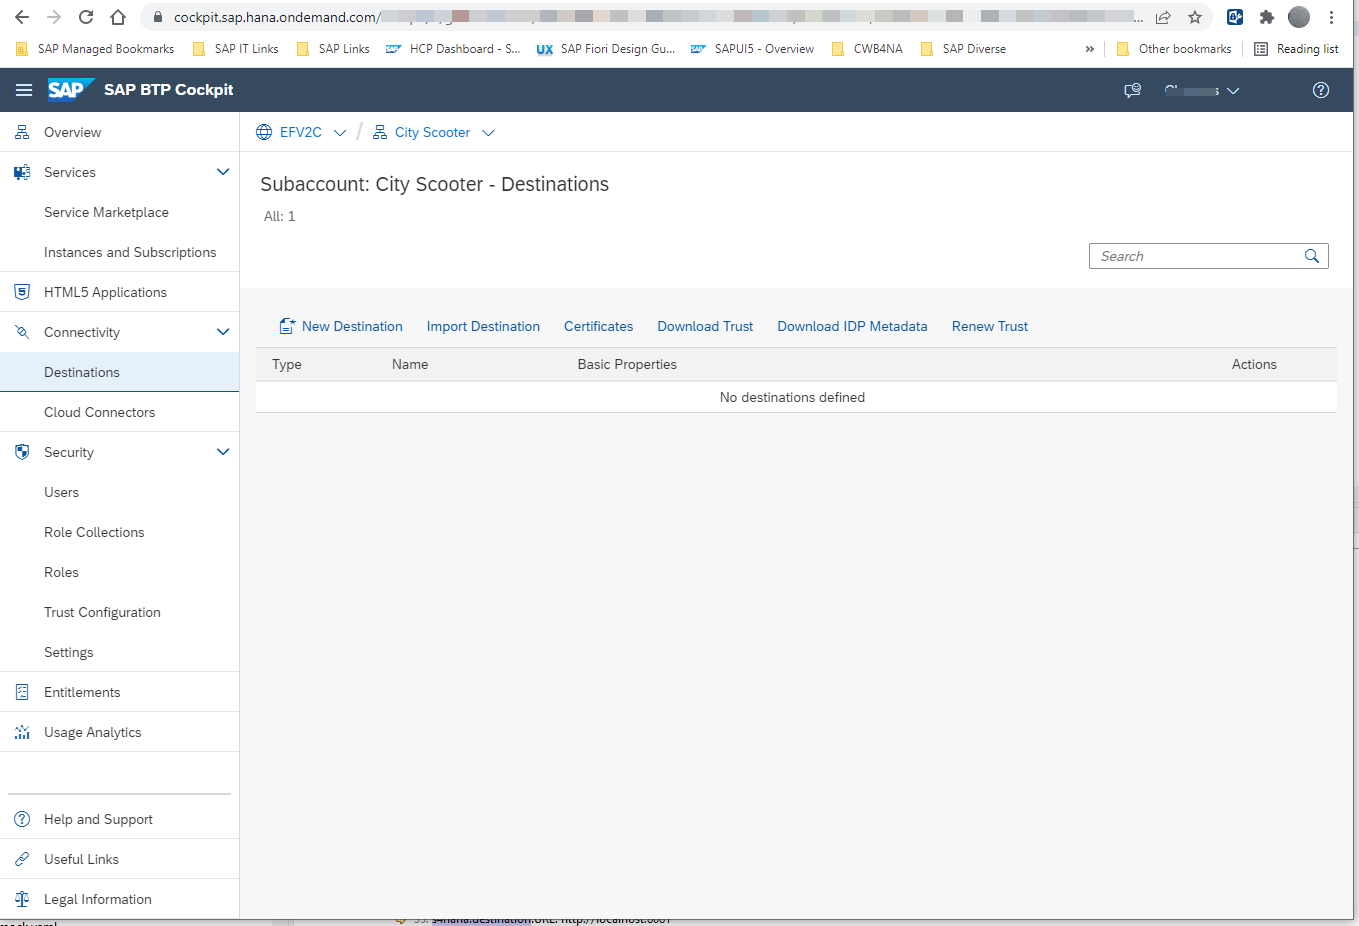 cockpit.sap.hana.ondemand.com/
...
SAP Managed Bookmarks SAP IT Links SAP Links HCP Dashboard - S... UX SAP Fiori Design Gu... SAPUI5 - Overview CWB4NA SAP Diverse » Other bookmarks Reading list
SAP SAP BTP Cockpit
Overview
Services
Service Marketplace
Instances and Subscriptions
HTML5 Applications
Connectivity
Destinations
Cloud Connectors
Security
Users
Role Collections
Roles
Trust Configuration
Settings
Entitlements
Usage Analytics
Help and Support
Useful Links
Legal Information
EFV2C / City Scooter
Subaccount: City Scooter - Destinations
All: 1
Search
New Destination Import Destination Certificates Download Trust Download IDP Metadata Renew Trust
Type Name Basic Properties Actions
No destinations defined
s4hana.destination.URL: http://localhost:8081